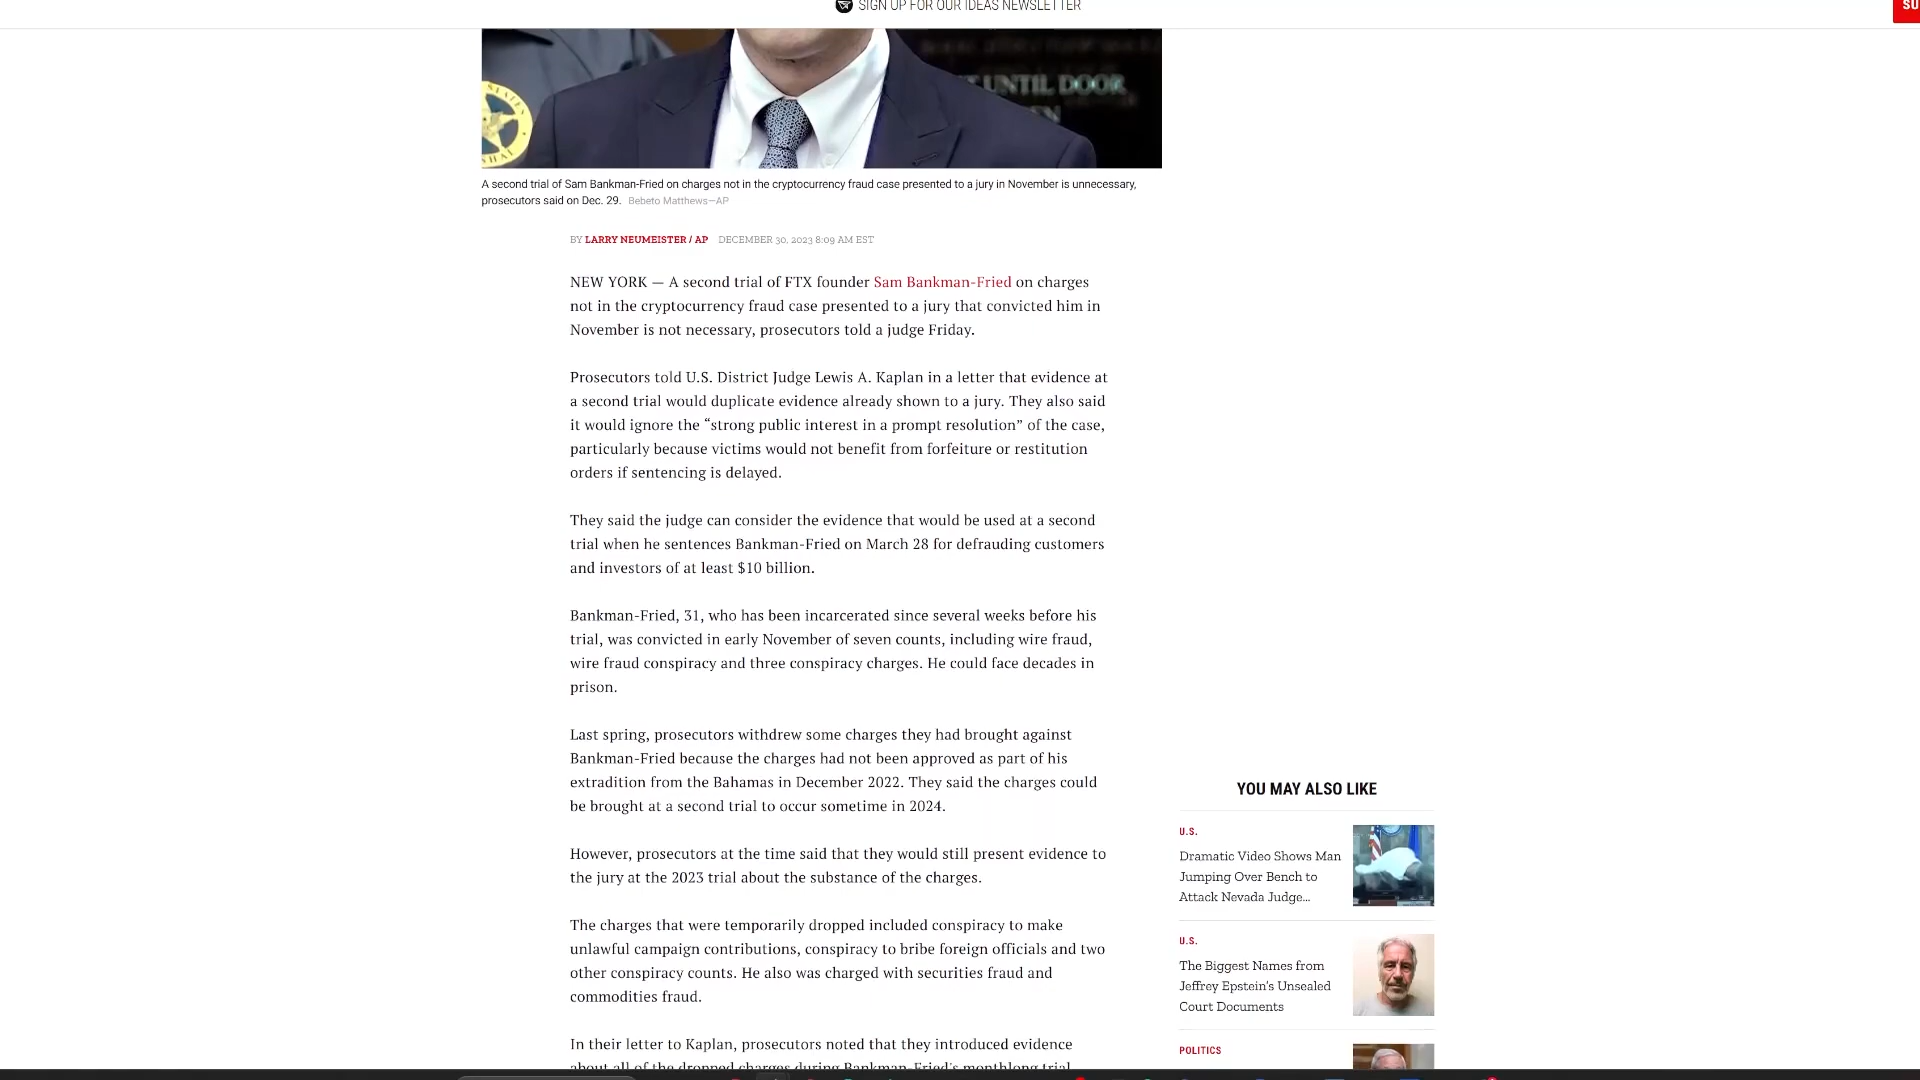 SIGN UP FOR OUR IDEAS NEWSLETTER
SU
UNTIL DOOR
A second trial of Sam Bankman-Fried on charges not in the cryptocurrency fraud case presented to a jury in November is unnecessary,
prosecutors said on Dec. 29. Bebeto Matthews—AP
BY LARRY NEUMEISTER / AP DECEMBER 30, 2023 8:09 AM EST
NEW YORK — A second trial of FTX founder Sam Bankman-Fried on charges
not in the cryptocurrency fraud case presented to a jury that convicted him in
November is not necessary, prosecutors told a judge Friday.
Prosecutors told U.S. District Judge Lewis A. Kaplan in a letter that evidence at
a second trial would duplicate evidence already shown to a jury. They also said
it would ignore the “strong public interest in a prompt resolution” of the case,
particularly because victims would not benefit from forfeiture or restitution
orders if sentencing is delayed.
They said the judge can consider the evidence that would be used at a second
trial when he sentences Bankman-Fried on March 28 for defrauding customers
and investors of at least $10 billion.
Bankman-Fried, 31, who has been incarcerated since several weeks before his
trial, was convicted in early November of seven counts, including wire fraud,
wire fraud conspiracy and three conspiracy charges. He could face decades in
prison.
Last spring, prosecutors withdrew some charges they had brought against
Bankman-Fried because the charges had not been approved as part of his
extradition from the Bahamas in December 2022. They said the charges could
be brought at a second trial to occur sometime in 2024.
However, prosecutors at the time said that they would still present evidence to
the jury at the 2023 trial about the substance of the charges.
The charges that were temporarily dropped included conspiracy to make
unlawful campaign contributions, conspiracy to bribe foreign officials and two
other conspiracy counts. He also was charged with securities fraud and
commodities fraud.
In their letter to Kaplan, prosecutors noted that they introduced evidence
about all of the dropped charges during Bankman-Fried's monthlong trial.
YOU MAY ALSO LIKE
U.S.
Dramatic Video Shows Man
Jumping Over Bench to
Attack Nevada Judge...
U.S.
The Biggest Names from
Jeffrey Epstein's Unsealed
Court Documents
POLITICS